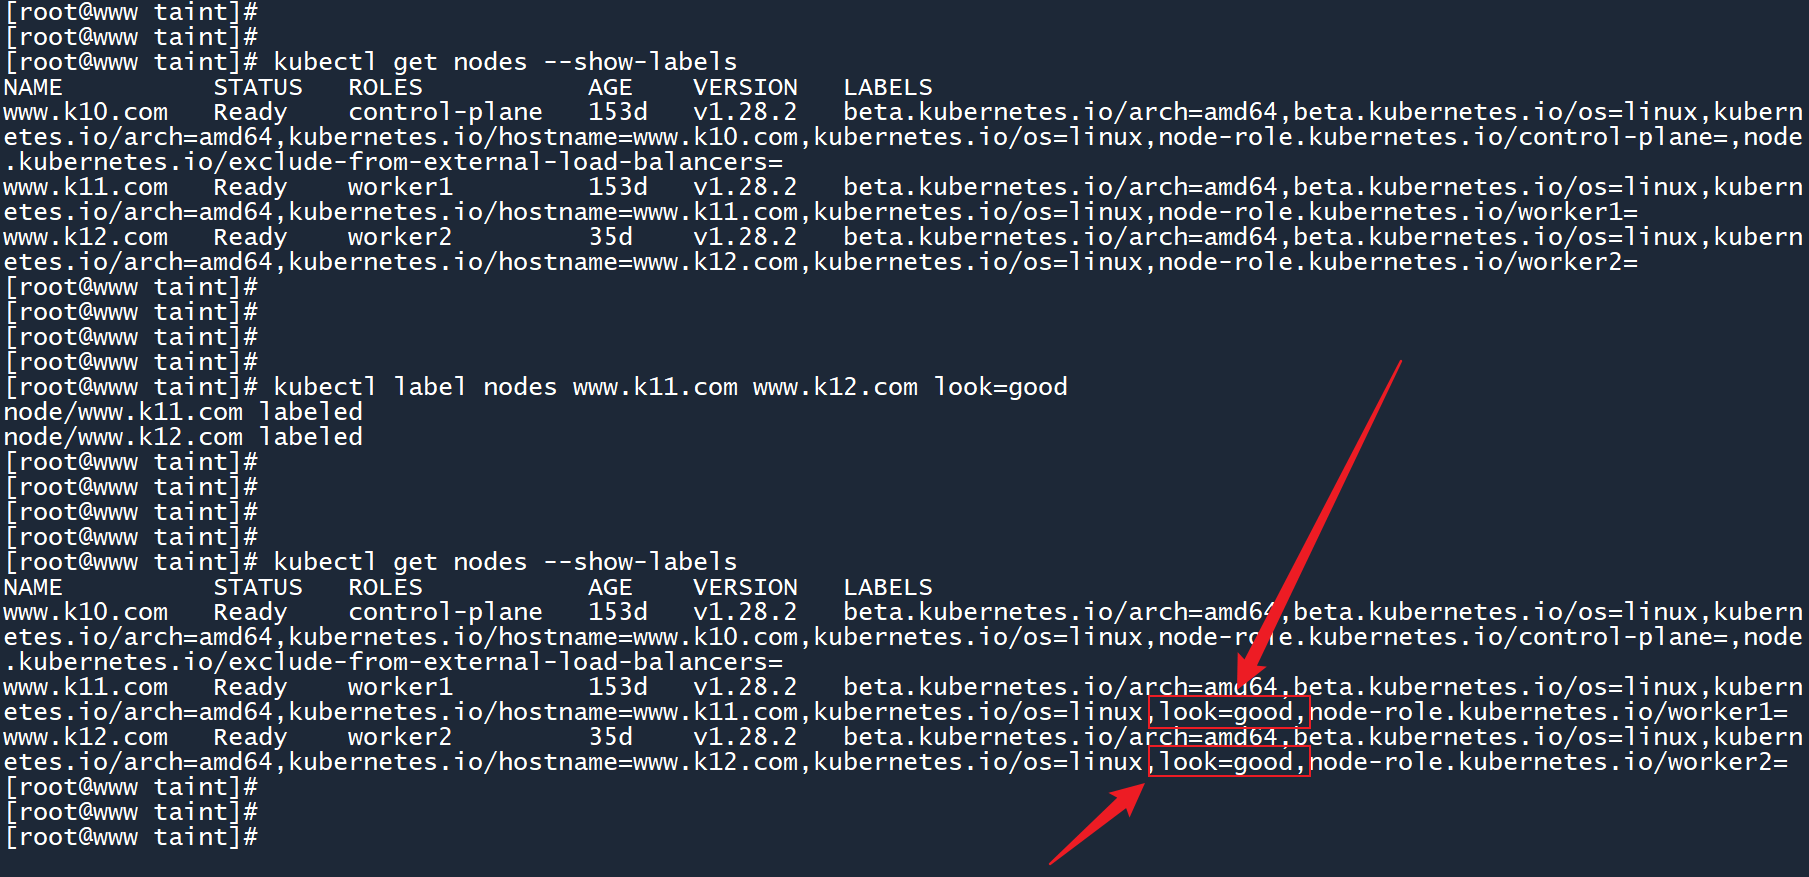 [root@www taint]#
[root@www taint]#
[root@www taint]# kubectl get nodes --show-labels
NAME          STATUS   ROLES           AGE    VERSION   LABELS
www.k10.com   Ready    control-plane   153d   v1.28.2   beta.kubernetes.io/arch=amd64,beta.kubernetes.io/os=linux,kubern
etes.io/arch=amd64,kubernetes.io/hostname=www.k10.com,kubernetes.io/os=linux,node-role.kubernetes.io/control-plane=,node
.kubernetes.io/exclude-from-external-load-balancers=
www.k11.com   Ready    worker1         153d   v1.28.2   beta.kubernetes.io/arch=amd64,beta.kubernetes.io/os=linux,kubern
etes.io/arch=amd64,kubernetes.io/hostname=www.k11.com,kubernetes.io/os=linux,node-role.kubernetes.io/worker1=
www.k12.com   Ready    worker2         35d    v1.28.2   beta.kubernetes.io/arch=amd64,beta.kubernetes.io/os=linux,kubern
etes.io/arch=amd64,kubernetes.io/hostname=www.k12.com,kubernetes.io/os=linux,node-role.kubernetes.io/worker2=
[root@www taint]#
[root@www taint]#
[root@www taint]#
[root@www taint]#
[root@www taint]# kubectl label nodes www.k11.com www.k12.com look=good
node/www.k11.com labeled
node/www.k12.com labeled
[root@www taint]#
[root@www taint]#
[root@www taint]#
[root@www taint]#
[root@www taint]# kubectl get nodes --show-labels
NAME          STATUS   ROLES           AGE    VERSION   LABELS
www.k10.com   Ready    control-plane   153d   v1.28.2   beta.kubernetes.io/arch=amd64,beta.kubernetes.io/os=linux,kubern
etes.io/arch=amd64,kubernetes.io/hostname=www.k10.com,kubernetes.io/os=linux,node-role.kubernetes.io/control-plane=,node
.kubernetes.io/exclude-from-external-load-balancers=
www.k11.com   Ready    worker1         153d   v1.28.2   beta.kubernetes.io/arch=amd64,beta.kubernetes.io/os=linux,kubern
etes.io/arch=amd64,kubernetes.io/hostname=www.k11.com,kubernetes.io/os=linux,look=good,node-role.kubernetes.io/worker1=
www.k12.com   Ready    worker2         35d    v1.28.2   beta.kubernetes.io/arch=amd64,beta.kubernetes.io/os=linux,kubern
etes.io/arch=amd64,kubernetes.io/hostname=www.k12.com,kubernetes.io/os=linux,look=good,node-role.kubernetes.io/worker2=
[root@www taint]#
[root@www taint]#
[root@www taint]#